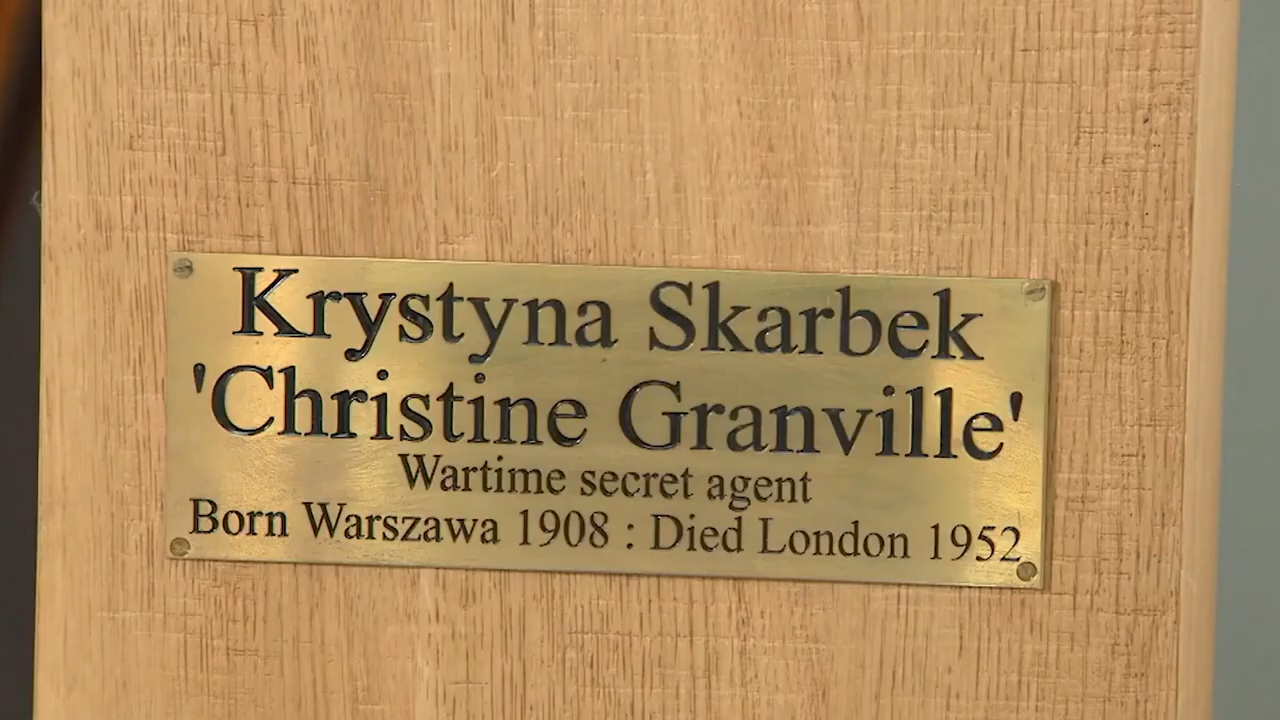 Krystyna Skarbek
'Christine Granville'
Wartime secret agent
Born Warszawa 1908 : Died London 1952